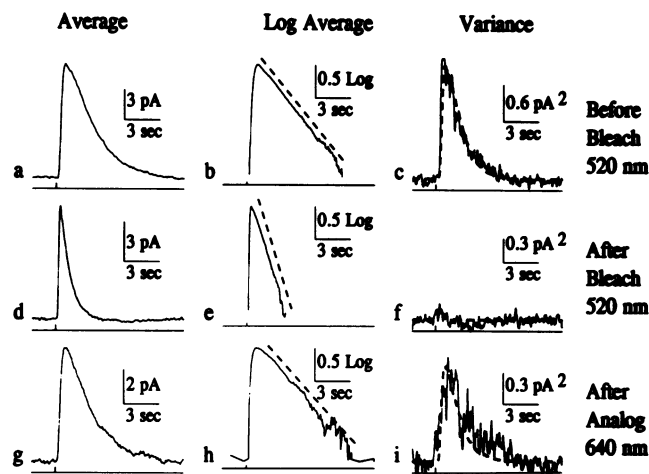 Average Log Average Variance
3 pA
3 sec
0.5 Log
3 sec
0.6 pA 2
3 sec
Before
Bleach
520 nm
a b c
3 pA
3 sec
0.5 Log
3 sec
0.3 pA 2
3 sec
After
Bleach
520 nm
d e f
2 pA
3 sec
0.5 Log
3 sec
0.3 pA 2
3 sec
After
Analog
640 nm
g h i